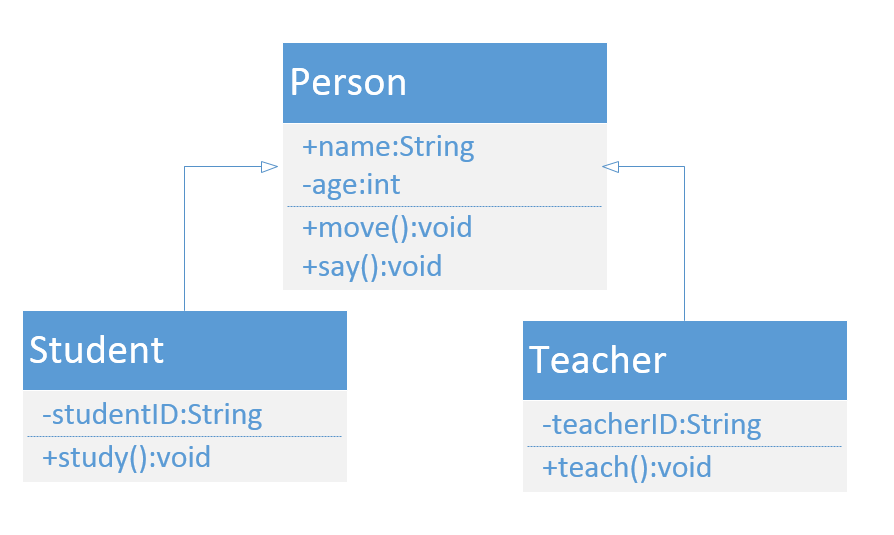 Person
+name:String
-age:int
+move():void
+say():void
Student
-studentID:String
+study():void
Teacher
-teacherID:String
+teach():void